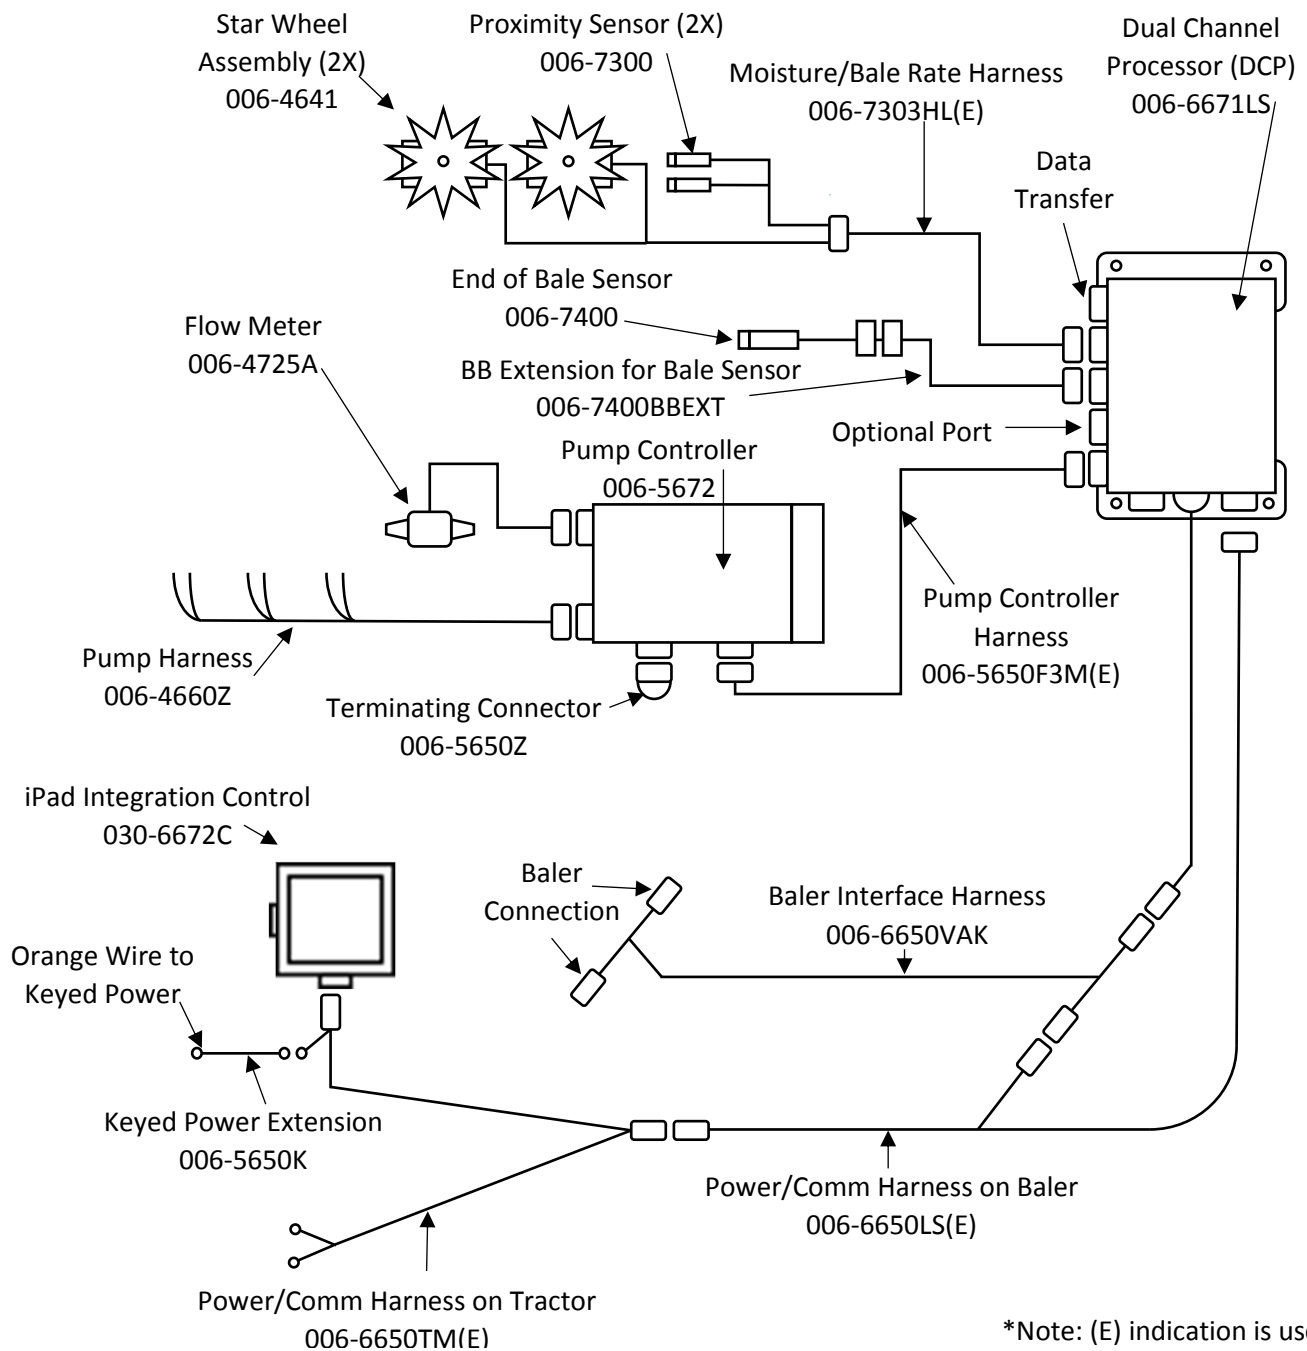 Star Wheel
Assembly (2X)
006-4641
Proximity Sensor (2X)
006-7300
Moisture/Bale Rate Harness
006-7303HL(E)
Dual Channel
Processor (DCP)
006-6671LS
Data
Transfer
End of Bale Sensor
006-7400
Flow Meter
006-4725A
BB Extension for Bale Sensor
006-7400BBEXT
Optional Port
Pump Controller
006-5672
Pump Controller
Harness
006-5650F3M(E)
Pump Harness
006-4660Z
Terminating Connector
006-5650Z
iPad Integration Control
030-6672C
Baler
Connection
Baler Interface Harness
006-6650VAK
Orange Wire to
Keyed Power
Keyed Power Extension
006-5650K
Power/Comm Harness on Baler
006-6650LS(E)
Power/Comm Harness on Tractor
006-6650TM(E)
*Note: (E) indication is